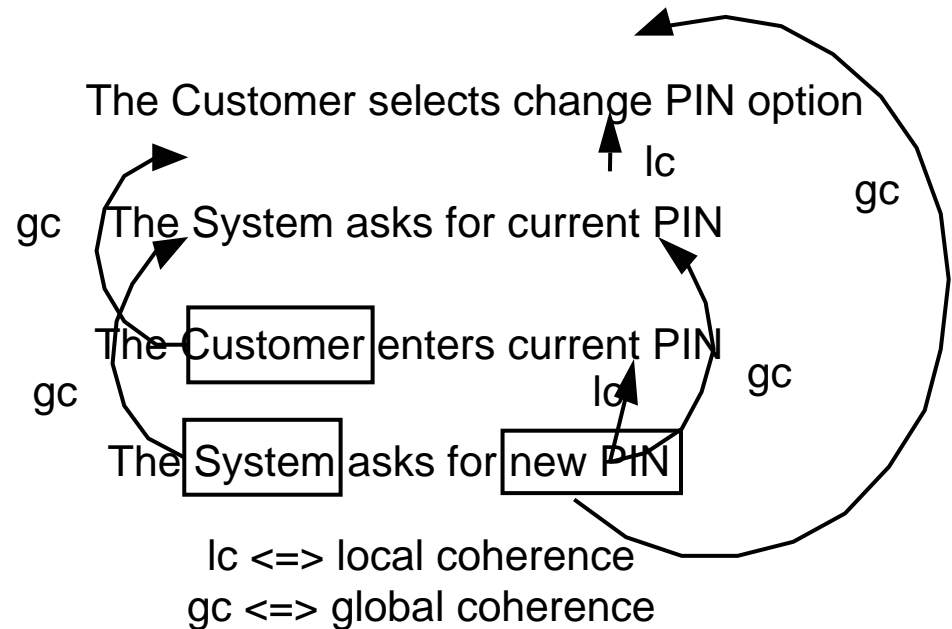 The Customer selects change PIN option
lc
gc
gc
The System asks for current PIN
The Customer enters current PIN
lc
gc
gc
The System asks for new PIN
lc <=> local coherence
gc <=> global coherence